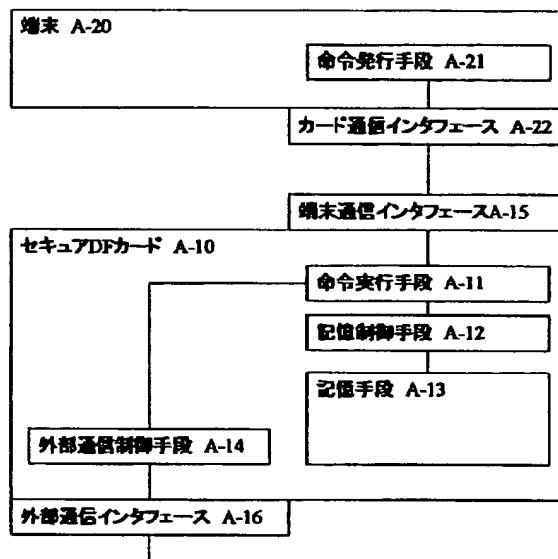 端末 A-20
命令発行手段 A-21
カード通信インタフェース A-22
端末通信インタフェースA-15
セキュアDFカード A-10
命令実行手段 A-11
記憶制御手段 A-12
記憶手段 A-13
外部通信制御手段 A-14
外部通信インタフェース A-16